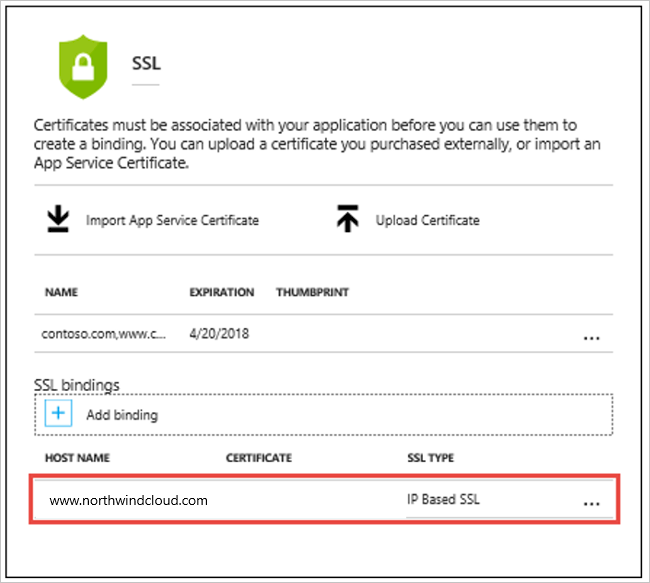 SSL
Certificates must be associated with your application before you can use them to
create a binding. You can upload a certificate you purchased externally, or import an
App Service Certificate.
Import App Service Certificate Upload Certificate
NAME EXPIRATION THUMBPRINT
contoso.com,www.c... 4/20/2018 ...
SSL bindings
Add binding
HOST NAME CERTIFICATE SSL TYPE
www.northwindcloud.com IP Based SSL ...